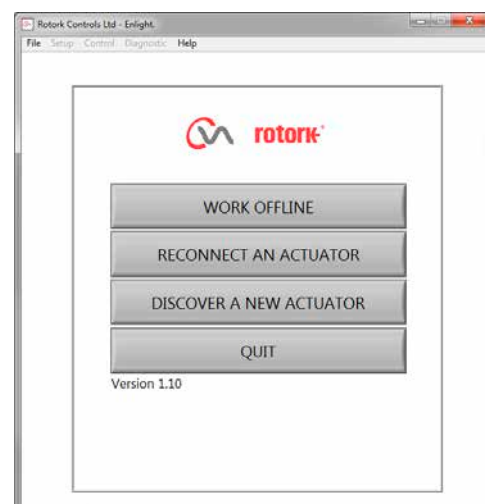 Rotork Controls Ltd - Enlight.
File Setup Control Diagnostic Help
rotork
WORK OFFLINE
RECONNECT AN ACTUATOR
DISCOVER A NEW ACTUATOR
QUIT
Version 1.10